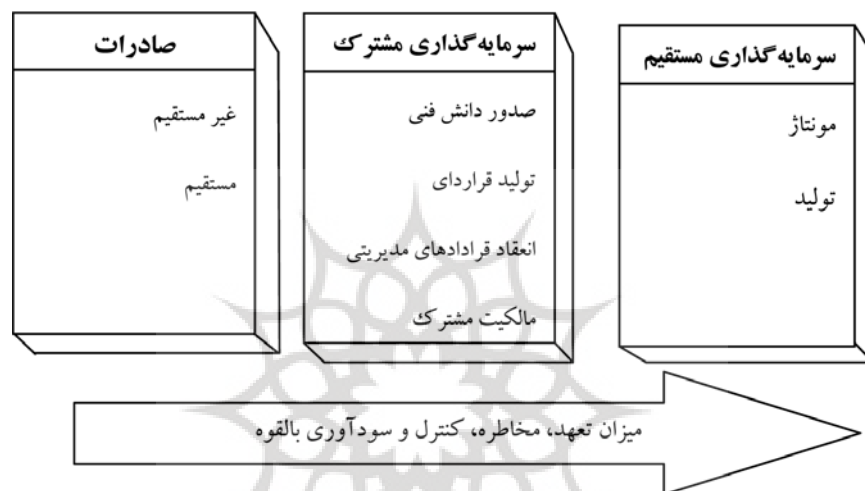 صادرات
غیر مستقیم
مستقیم
سرمایه‌گذاری مشترک
صدور دانش فنی
تولید قراردای
انعقاد قرادادهای مدیریتی
مالکیت مشترک
سرمایه‌گذاری مستقیم
مونتاژ
تولید
میزان تعهد، مخاطره، کنترل و سودآوری بالقوه